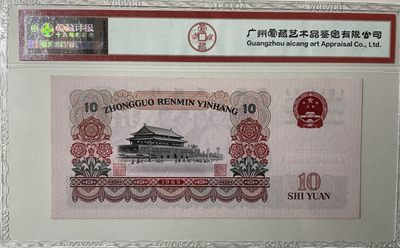 广州爱藏艺术品鉴定有限公司
Guangzhou aicang art Appraisal Co., Ltd.
10
ZHONGGUO RENMIN YINHANG
10
1965
10
SHI YUAN